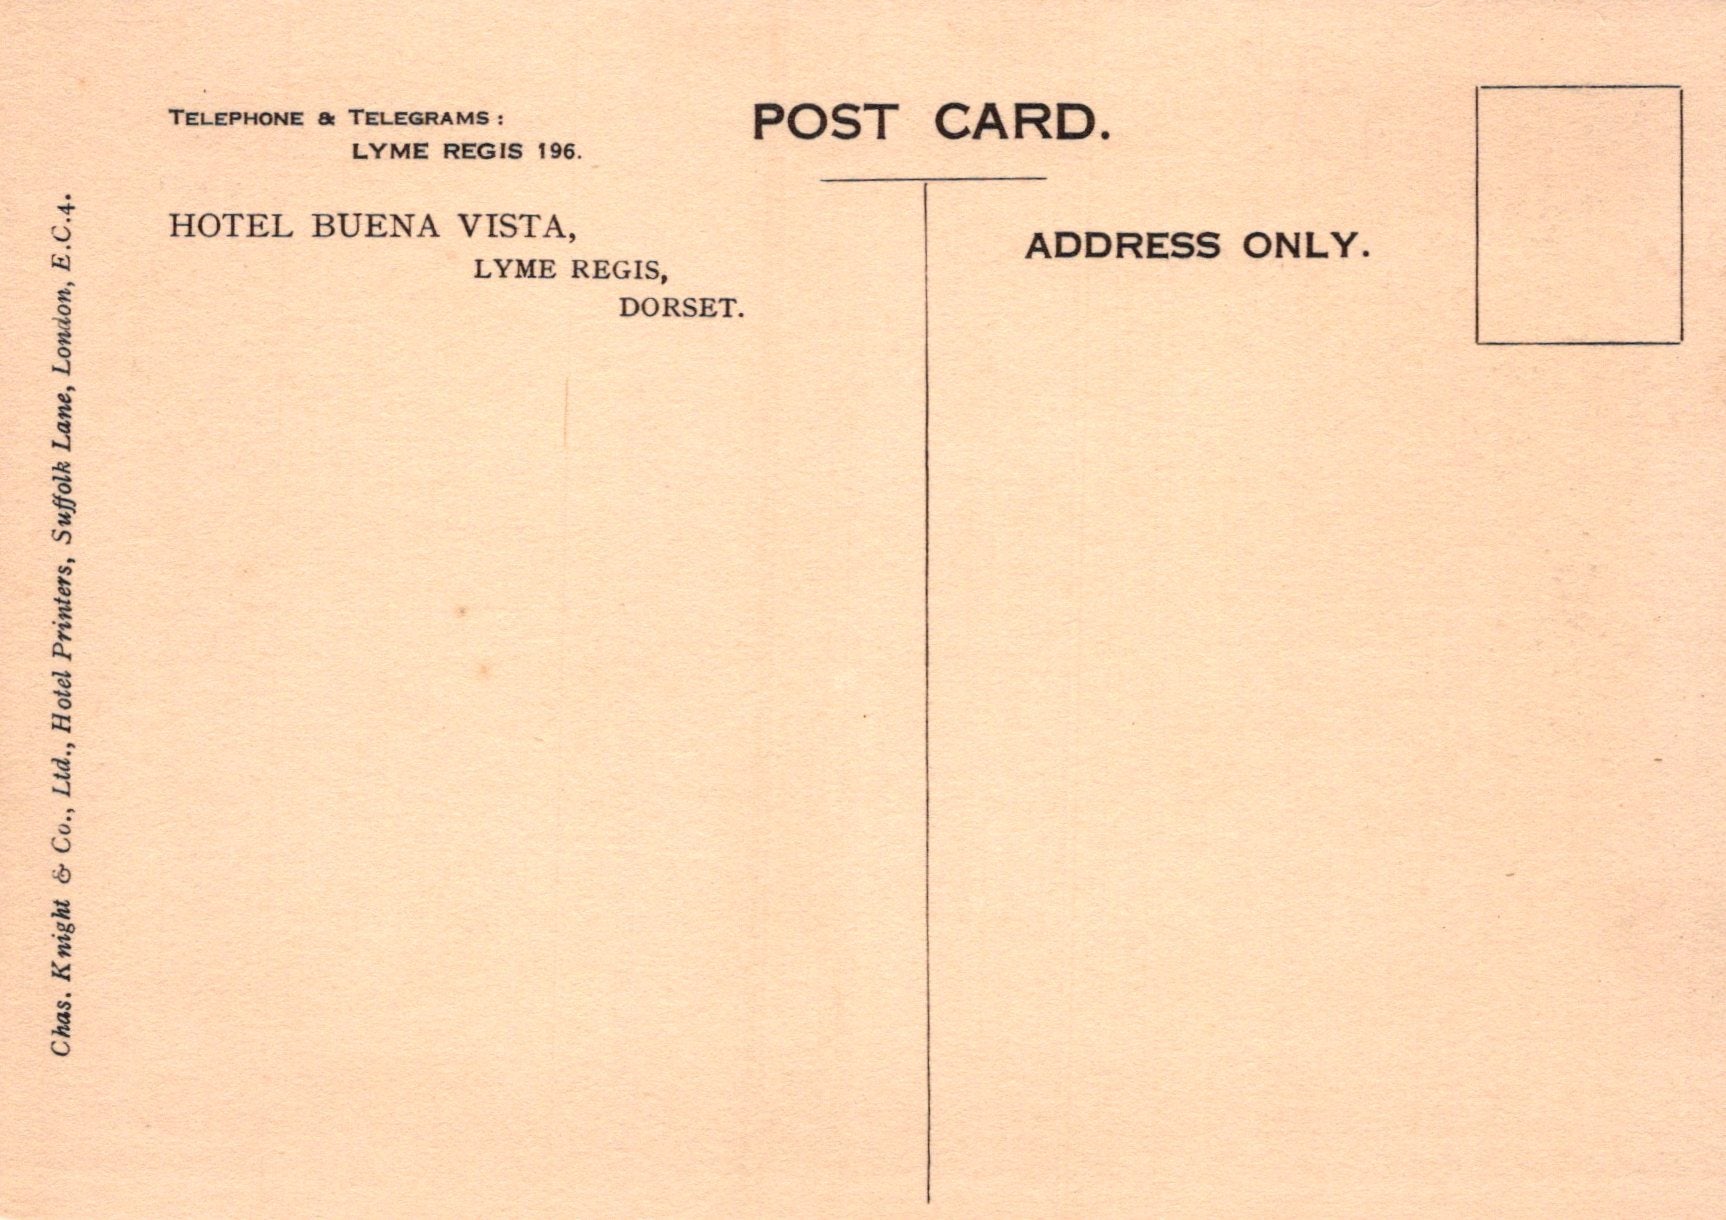 TELEPHONE & TELEGRAMS :
LYME REGIS 196.
HOTEL BUENA VISTA,
LYME REGIS,
DORSET.
POST CARD.
ADDRESS ONLY.
Chas. Knight & Co., Ltd., Hotel Printers, Suffolk Lane, London, E.C.4.